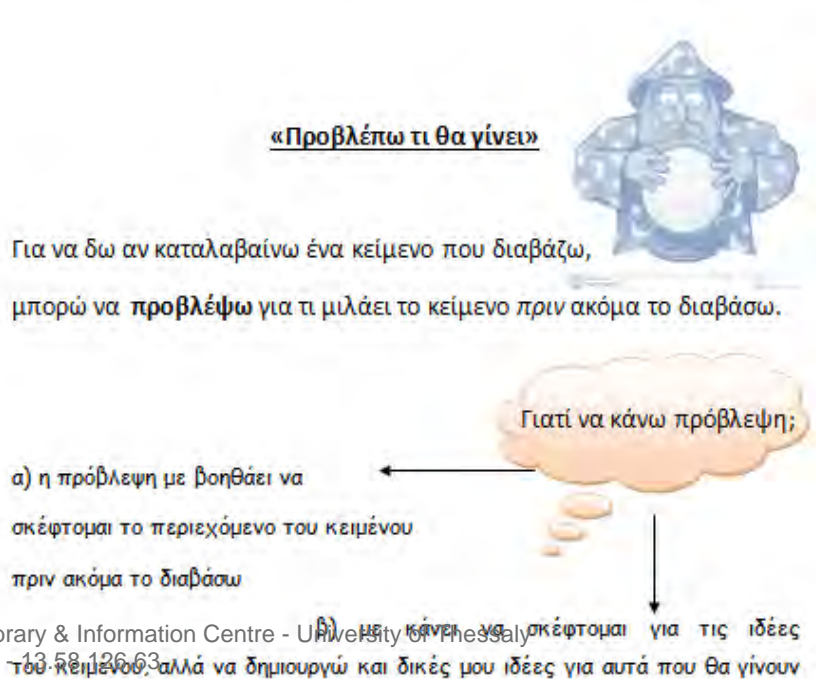 «Προβλέπω τι θα γίνει»
Για να δω αν καταλαβαίνω ένα κείμενο που διαβάζω,
μπορώ να προβλέψω για τι μιλάει το κείμενο πριν ακόμα το διαβάσω.
Γιατί να κάνω πρόβλεψη;
α) η πρόβλεψη με βοηθάει να
σκέφτομαι το περιεχόμενο του κειμένου
πριν ακόμα το διαβάσω
β) με κάνει να σκέφτομαι για τις ιδέες
του κειμένου, αλλά να δημιουργώ και δικές μου ιδέες για αυτά που θα γίνουν
rary & Information Centre - University of Thessaly
- 13.58.126.63